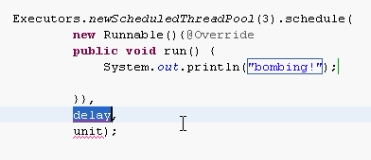 Executors.newScheduledThreadPool(3).schedule(
new Runnable(){@Override
public void run() {
System.out.println("bombing!");
}},
delay,
unit);